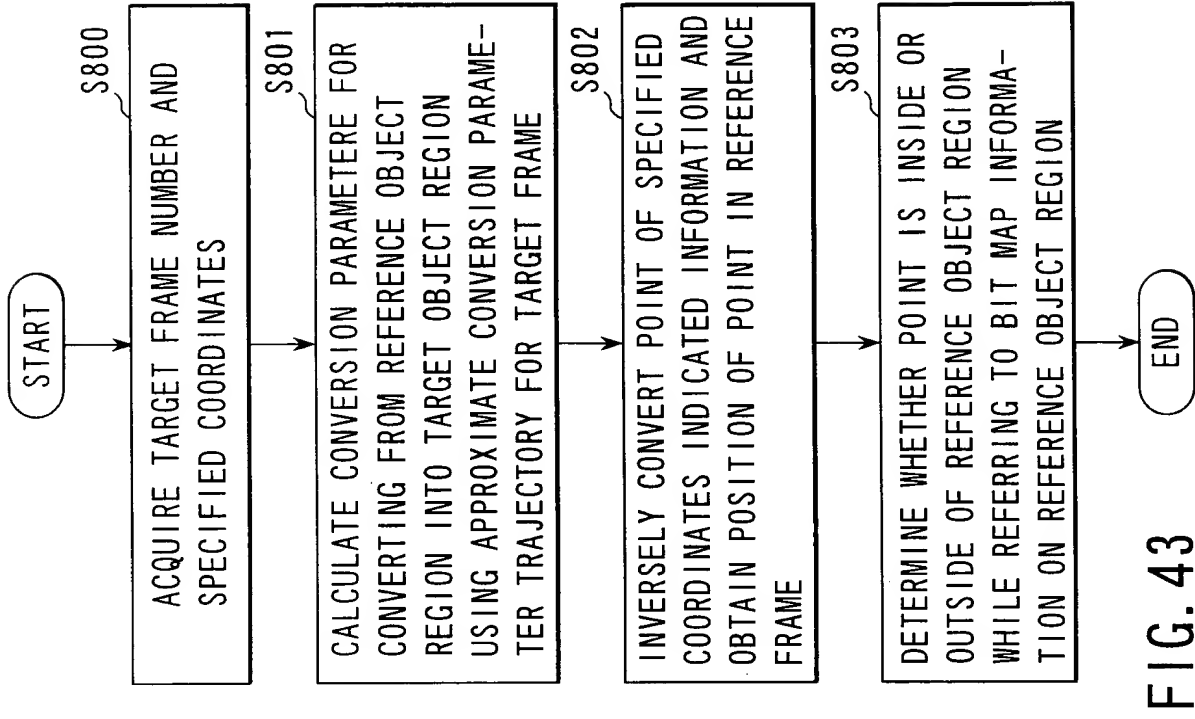 START
S800
ACQUIRE TARGET FRAME NUMBER AND
SPECIFIED COORDINATES
S801
CALCULATE CONVERSION PARAMETERE FOR
CONVERTING FROM REFERENCE OBJECT
REGION INTO TARGET OBJECT REGION
USING APPROXIMATE CONVERSION PARAME-
TER TRAJECTORY FOR TARGET FRAME
S802
INVERSELY CONVERT POINT OF SPECIFIED
COORDINATES INDICATED INFORMATION AND
OBTAIN POSITION OF POINT IN REFERENCE
FRAME
S803
DETERMINE WHETHER POINT IS INSIDE OR
OUTSIDE OF REFERENCE OBJECT REGION
WHILE REFERRING TO BIT MAP INFORMA-
TION ON REFERENCE OBJECT REGION
END
FIG. 43